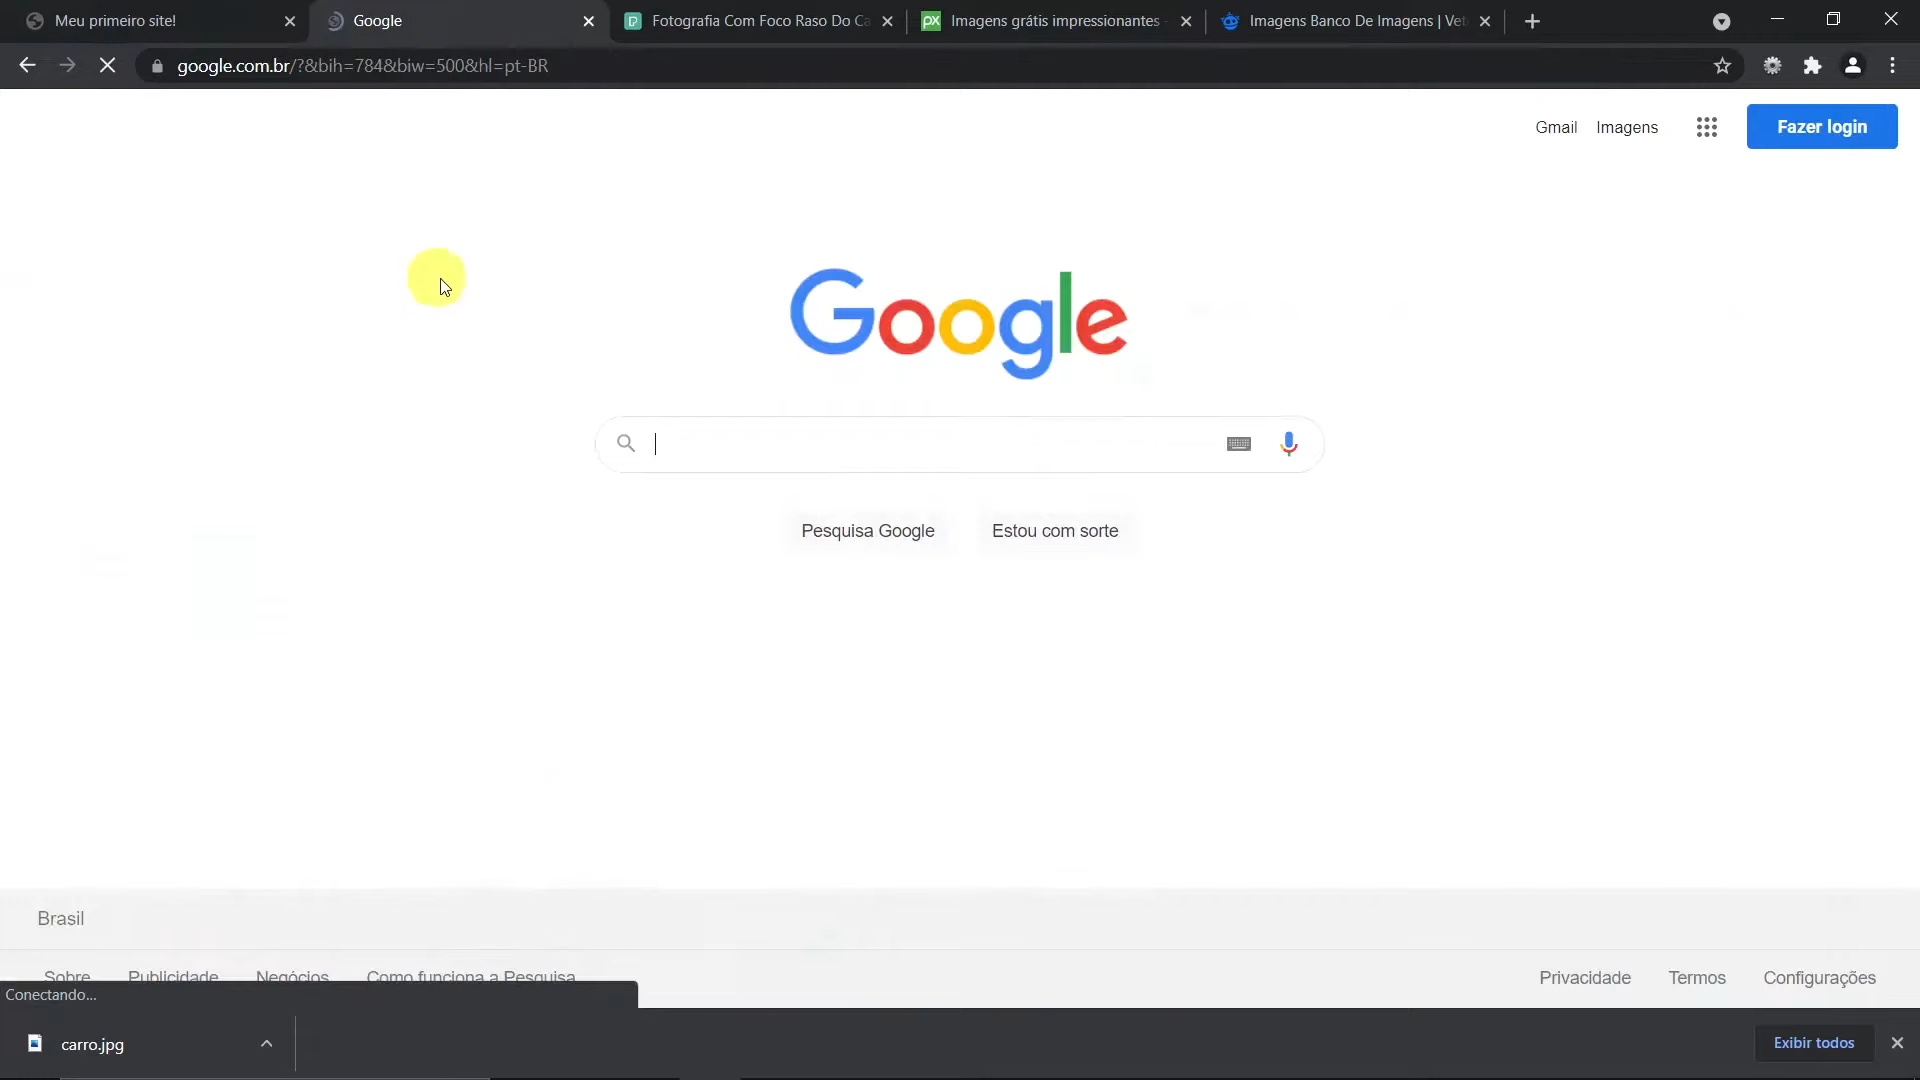 Meu primeiro site!
Google
Fotografia Com Foco Raso Do Ca
px
Imagens grátis impressionantes -
Imagens Banco De Imagens | Vet
google.com.br/?&bih=784&biw=500&hl=pt-BR
Gmail
Imagens
Fazer login
Google
Pesquisa Google
Estou com sorte
Brasil
Sobre
Publicidade
Negócios
Como funciona a Pesquisa
Privacidade
Termos
Configurações
Conectando...
carro.jpg
Exibir todos